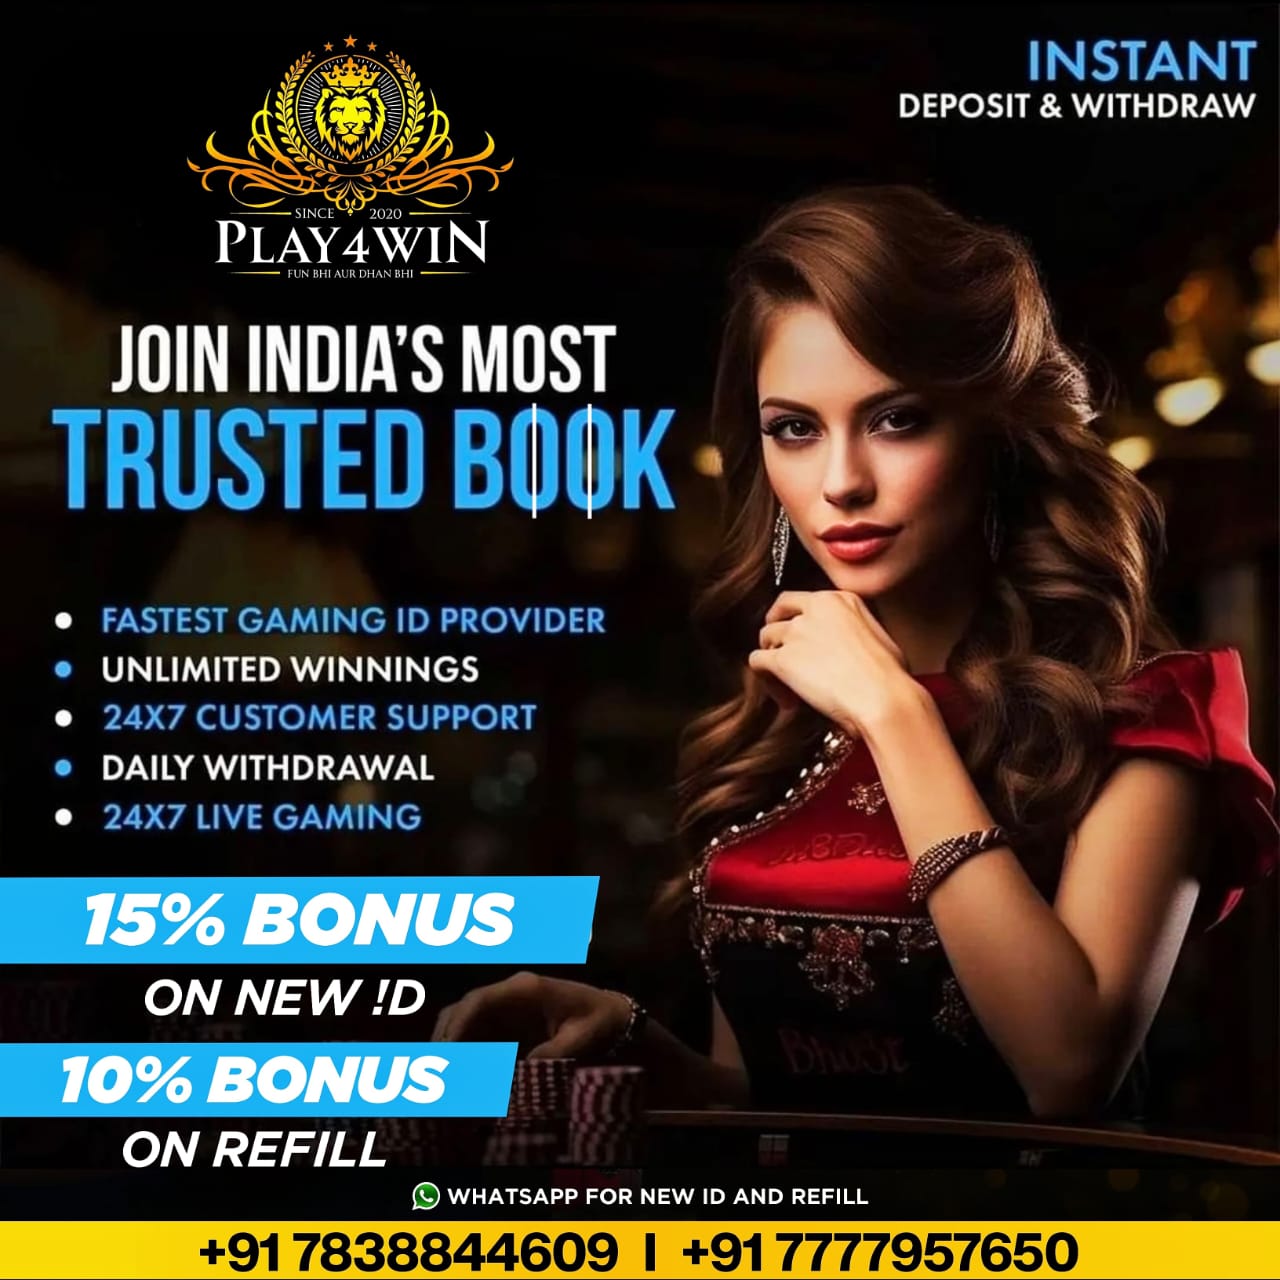 INSTANT
DEPOSIT & WITHDRAW
SINCE 2020
PLAY4WIN
FUN BHI AUR DHAN BHI
JOIN INDIA'S MOST
TRUSTED BOOK
FASTEST GAMING ID PROVIDER
UNLIMITED WINNINGS
24X7 CUSTOMER SUPPORT
DAILY WITHDRAWAL
24X7 LIVE GAMING
15% BONUS
ON NEW !D
10% BONUS
ON REFILL
WHATSAPP FOR NEW ID AND REFILL
+91 7838844609 I +91 7777957650